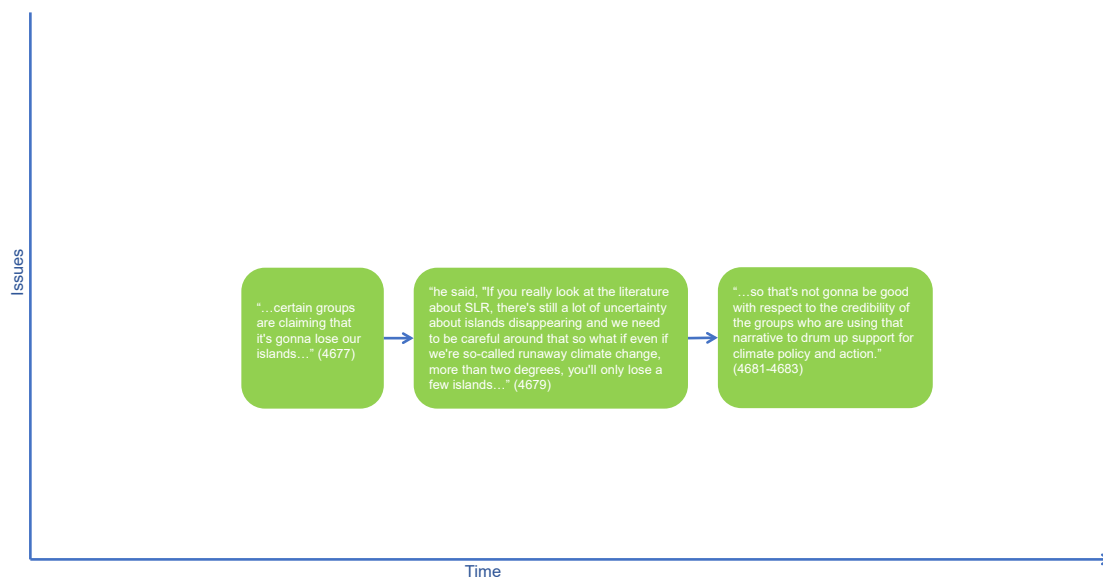 Issues
“…certain groups
are claiming that
it's gonna lose our
islands…” (4677)
“he said, "If you really look at the literature
about SLR, there's still a lot of uncertainty
about islands disappearing and we need
to be careful around that so what if even if
we're so-called runaway climate change,
more than two degrees, you'll only lose a
few islands…” (4679)
“…so that's not gonna be good
with respect to the credibility of
the groups who are using that
narrative to drum up support for
climate policy and action.”
(4681-4683)
Time